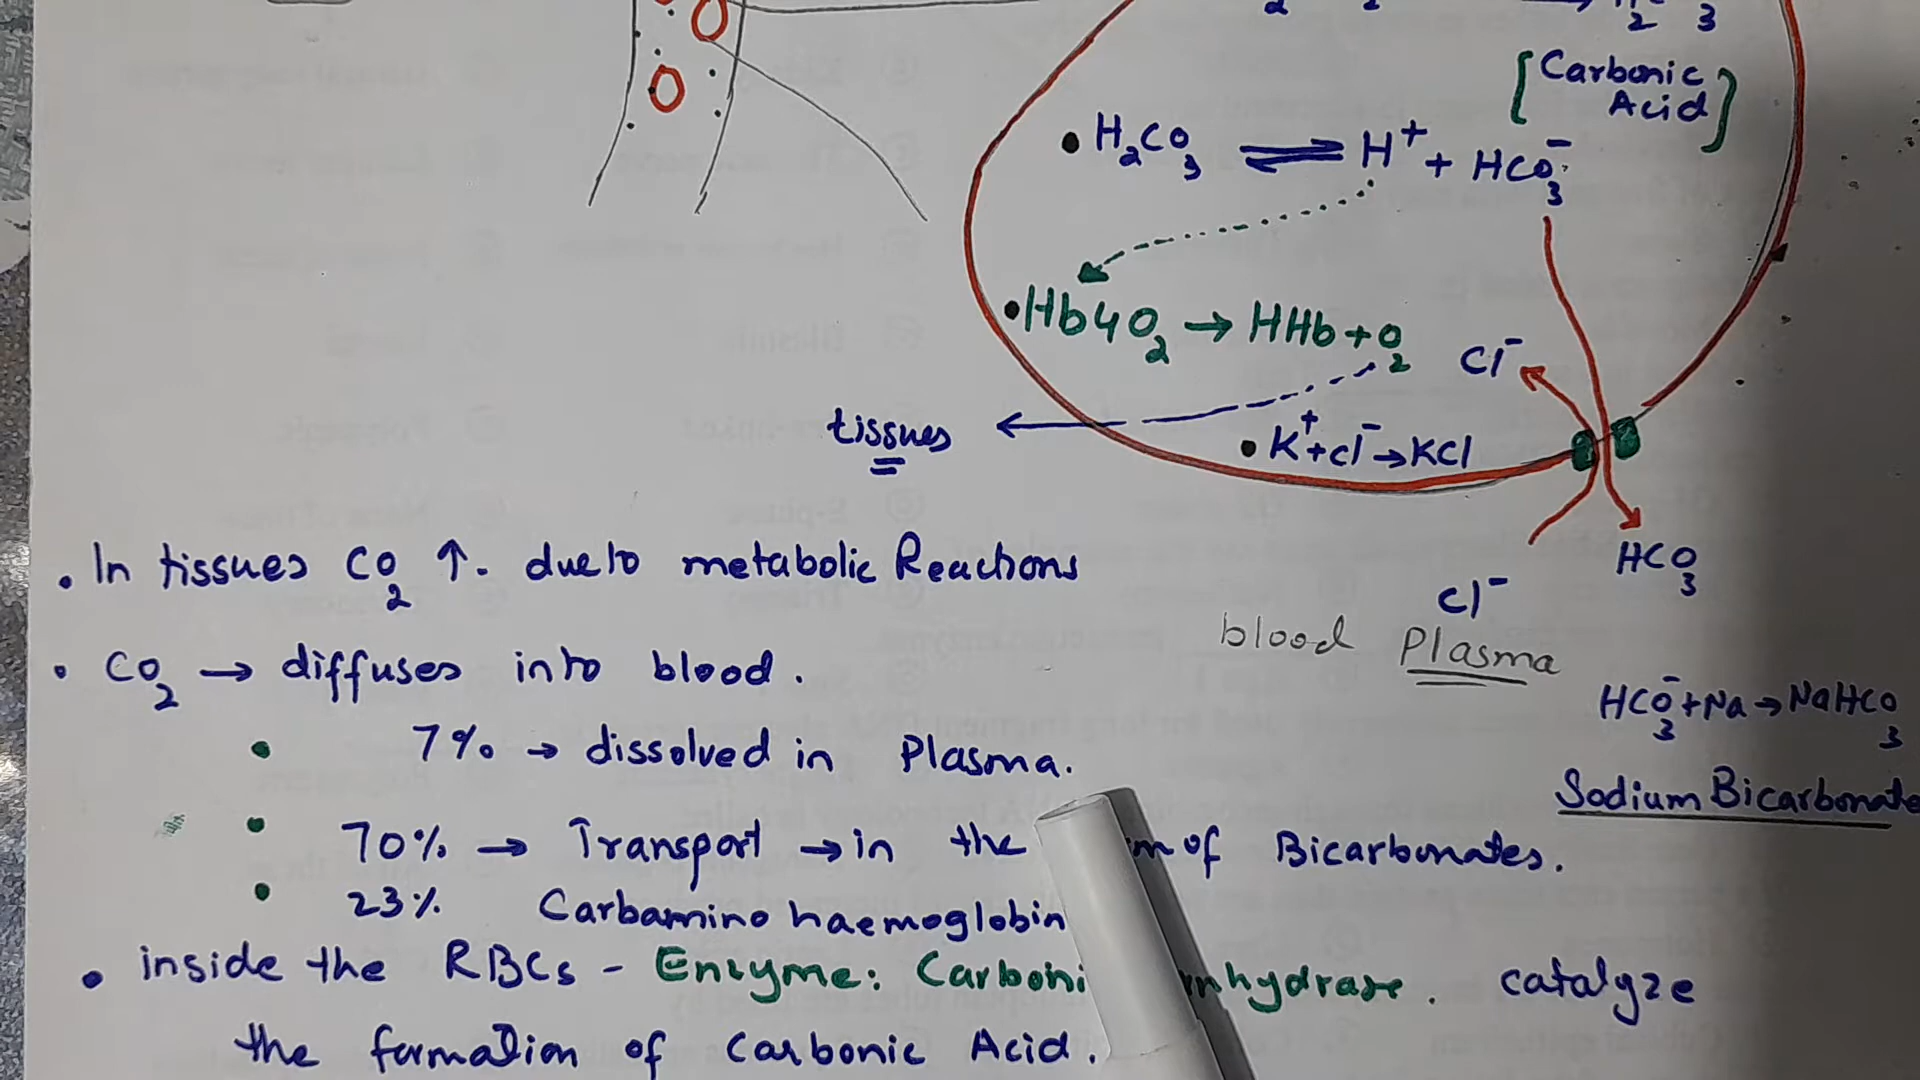 [Carbonic
Acid]
• H₂CO₃ ⇌ H⁺ + HCO₃⁻
• Hb4O₂ → HHb + O₂
Cl⁻
tissues
• K⁺ + Cl⁻ → KCl
HCO₃
Cl⁻
blood Plasma
HCO₃⁻ + Na → NaHCO₃
Sodium Bicarbonate
• In tissues CO₂ ↑. due to metabolic Reactions
• CO₂ → diffuses into blood.
• 7% → dissolved in Plasma.
• 70% → Transport → in the of Bicarbonates.
• 23% Carbamino haemoglobin
• inside the RBCs - Enzyme: catalyze
the formation of Carbonic Acid.